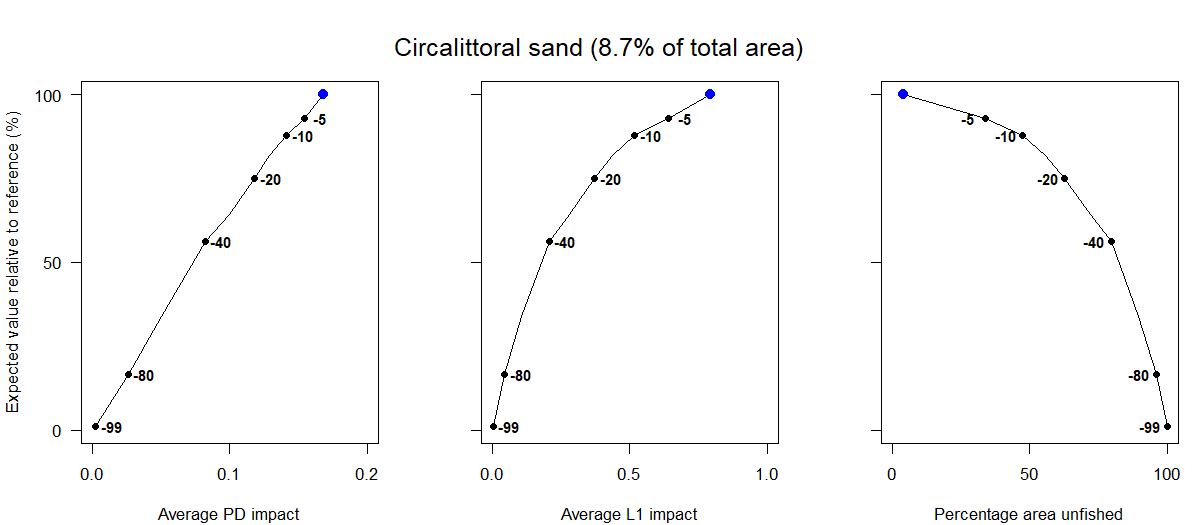 Circalittoral sand (8.7% of total area)
Expected value relative to reference (%)
100
50
0
-5
-10
-20
-40
-80
-99
0.0 0.1 0.2
Average PD impact
-5
-10
-20
-40
-80
-99
0.0 0.5 1.0
Average L1 impact
-5
-10
-20
-40
-80
-99
0 50 100
Percentage area unfished